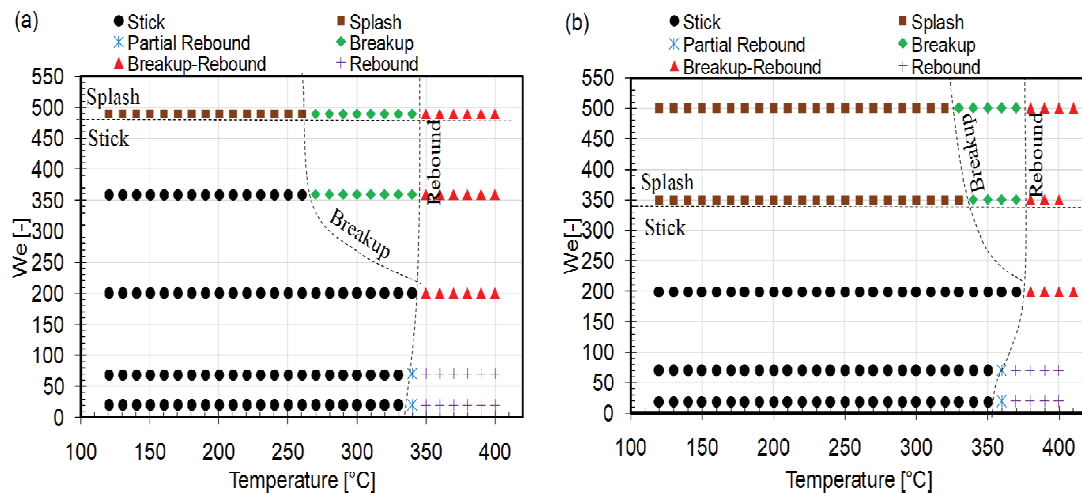 (a)
Stick
Splash
Partial Rebound
Breakup
Breakup-Rebound
Rebound
550
500
450
400
350
300
250
200
150
100
50
0
We [-]
Splash
Stick
Breakup
Rebound
100 150 200 250 300 350 400
Temperature [°C]
(b)
Stick
Splash
Partial Rebound
Breakup
Breakup-Rebound
Rebound
550
500
450
400
350
300
250
200
150
100
50
0
We [-]
Splash
Stick
Breakup
Rebound
100 150 200 250 300 350 400
Temperature [°C]